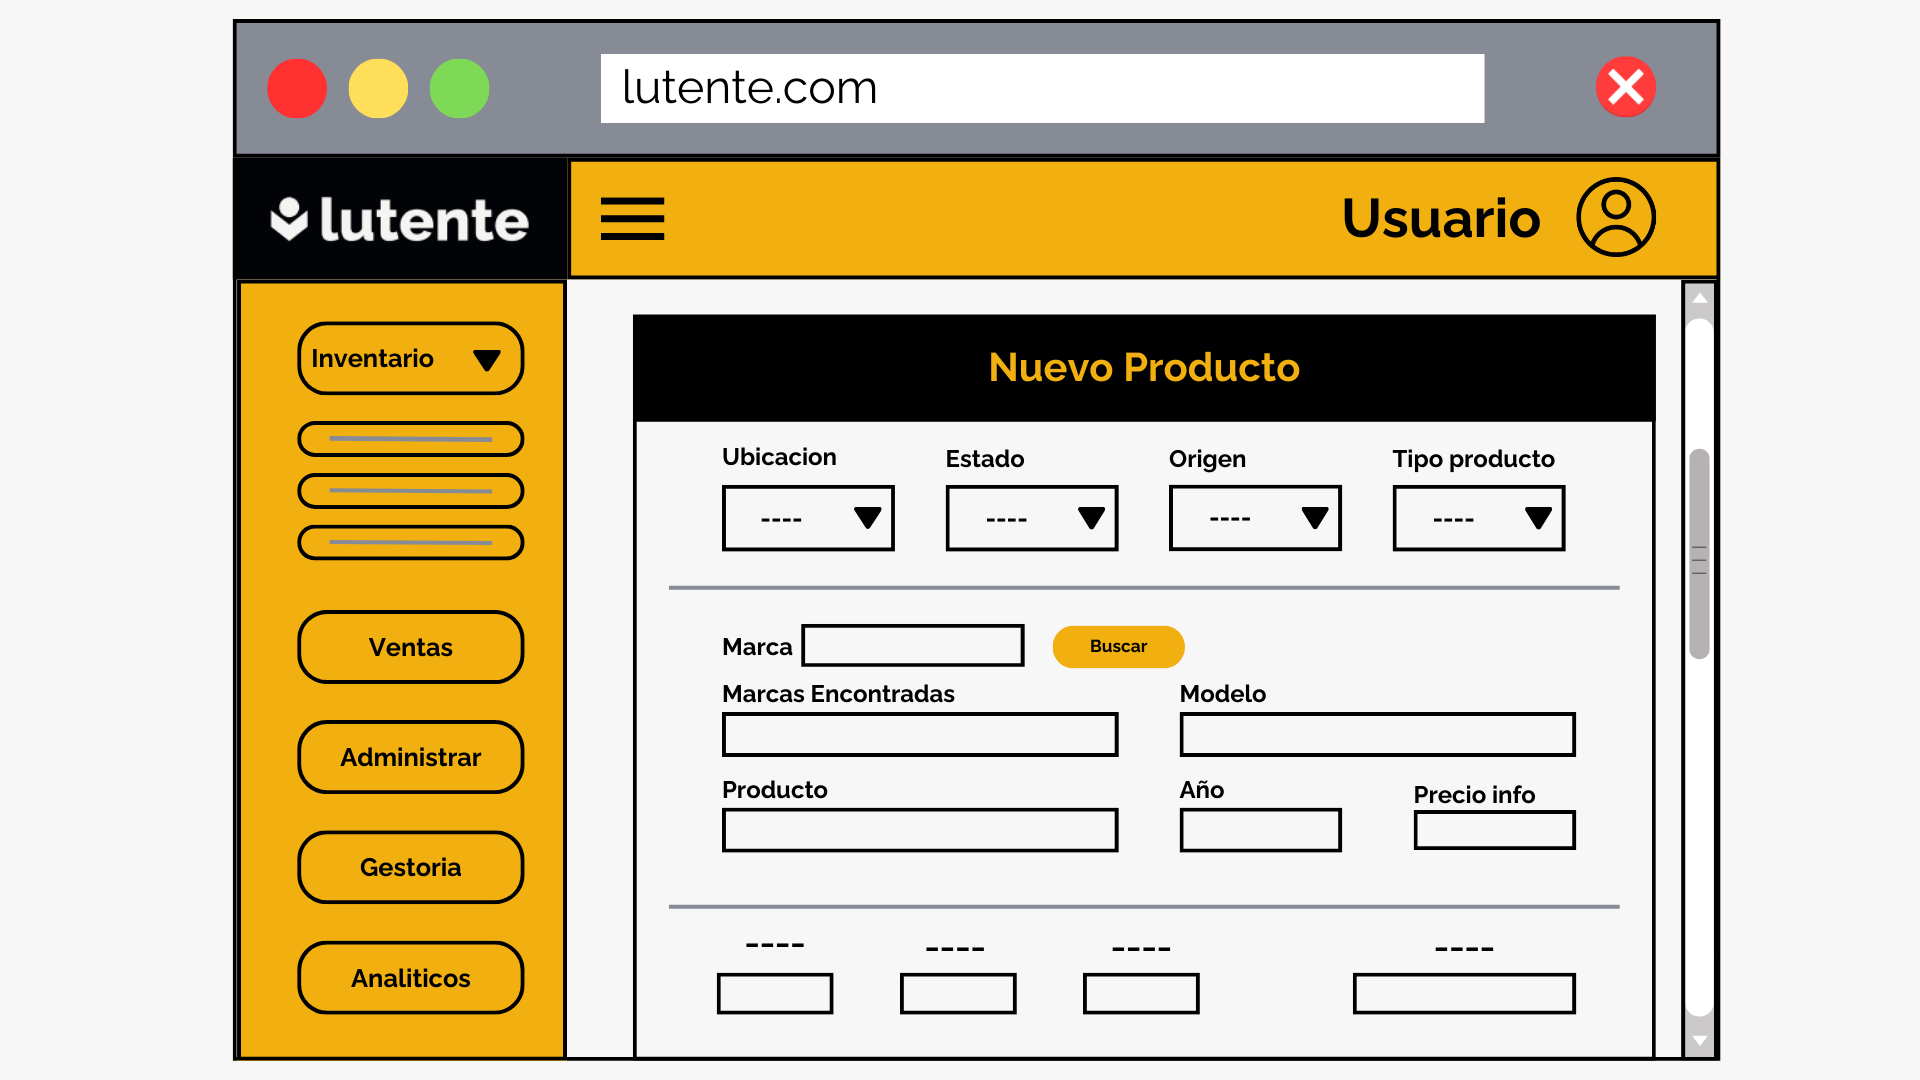 lutente.com
lutente
Usuario
Inventario
Ventas
Administrar
Gestoria
Analiticos
Nuevo Producto
Ubicacion Estado Origen Tipo producto
---- ---- ---- ----
Marca Buscar
Marcas Encontradas Modelo
Producto Año Precio info
---- ---- ---- ----